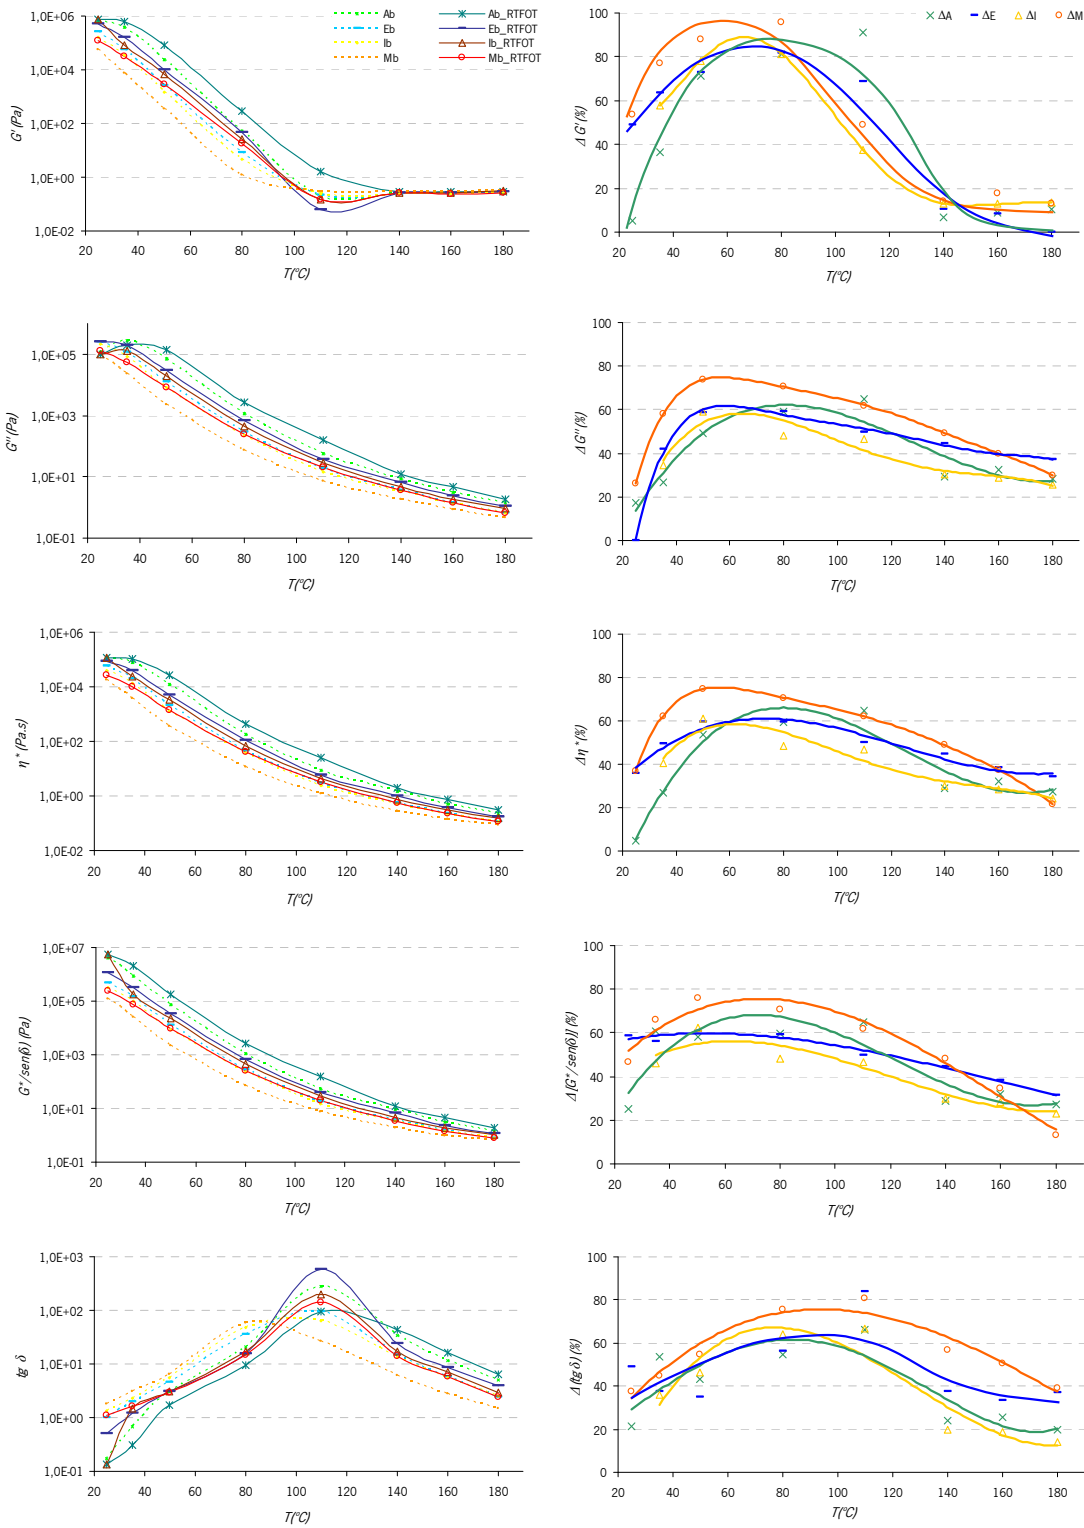 1,0E+06
1,0E+04
1,0E+02
1,0E+00
1,0E-02
G' (Pa)
20 40 60 80 100 120 140 160 180
T(°C)
Ab Ab_RTFOT
Eb Eb_RTFOT
Ib Ib_RTFOT
Mb Mb_RTFOT
100
80
60
40
20
0
Δ G' (%)
20 40 60 80 100 120 140 160 180
T(°C)
ΔA ΔE ΔI ΔM
1,0E+05
1,0E+03
1,0E+01
1,0E-01
G'' (Pa)
20 40 60 80 100 120 140 160 180
T(°C)
100
80
60
40
20
0
Δ G'' (%)
20 40 60 80 100 120 140 160 180
T(°C)
1,0E+06
1,0E+04
1,0E+02
1,0E+00
1,0E-02
η* (Pa.s)
20 40 60 80 100 120 140 160 180
T(°C)
100
80
60
40
20
0
Δη* (%)
20 40 60 80 100 120 140 160 180
T(°C)
1,0E+07
1,0E+05
1,0E+03
1,0E+01
1,0E-01
G*/sen(δ) (Pa)
20 40 60 80 100 120 140 160 180
T(°C)
100
80
60
40
20
0
Δ[G*/sen(δ)] (%)
20 40 60 80 100 120 140 160 180
T(°C)
1,0E+03
1,0E+02
1,0E+01
1,0E+00
1,0E-01
tg δ
20 40 60 80 100 120 140 160 180
T(°C)
100
80
60
40
20
0
Δ(tg δ) (%)
20 40 60 80 100 120 140 160 180
T(°C)